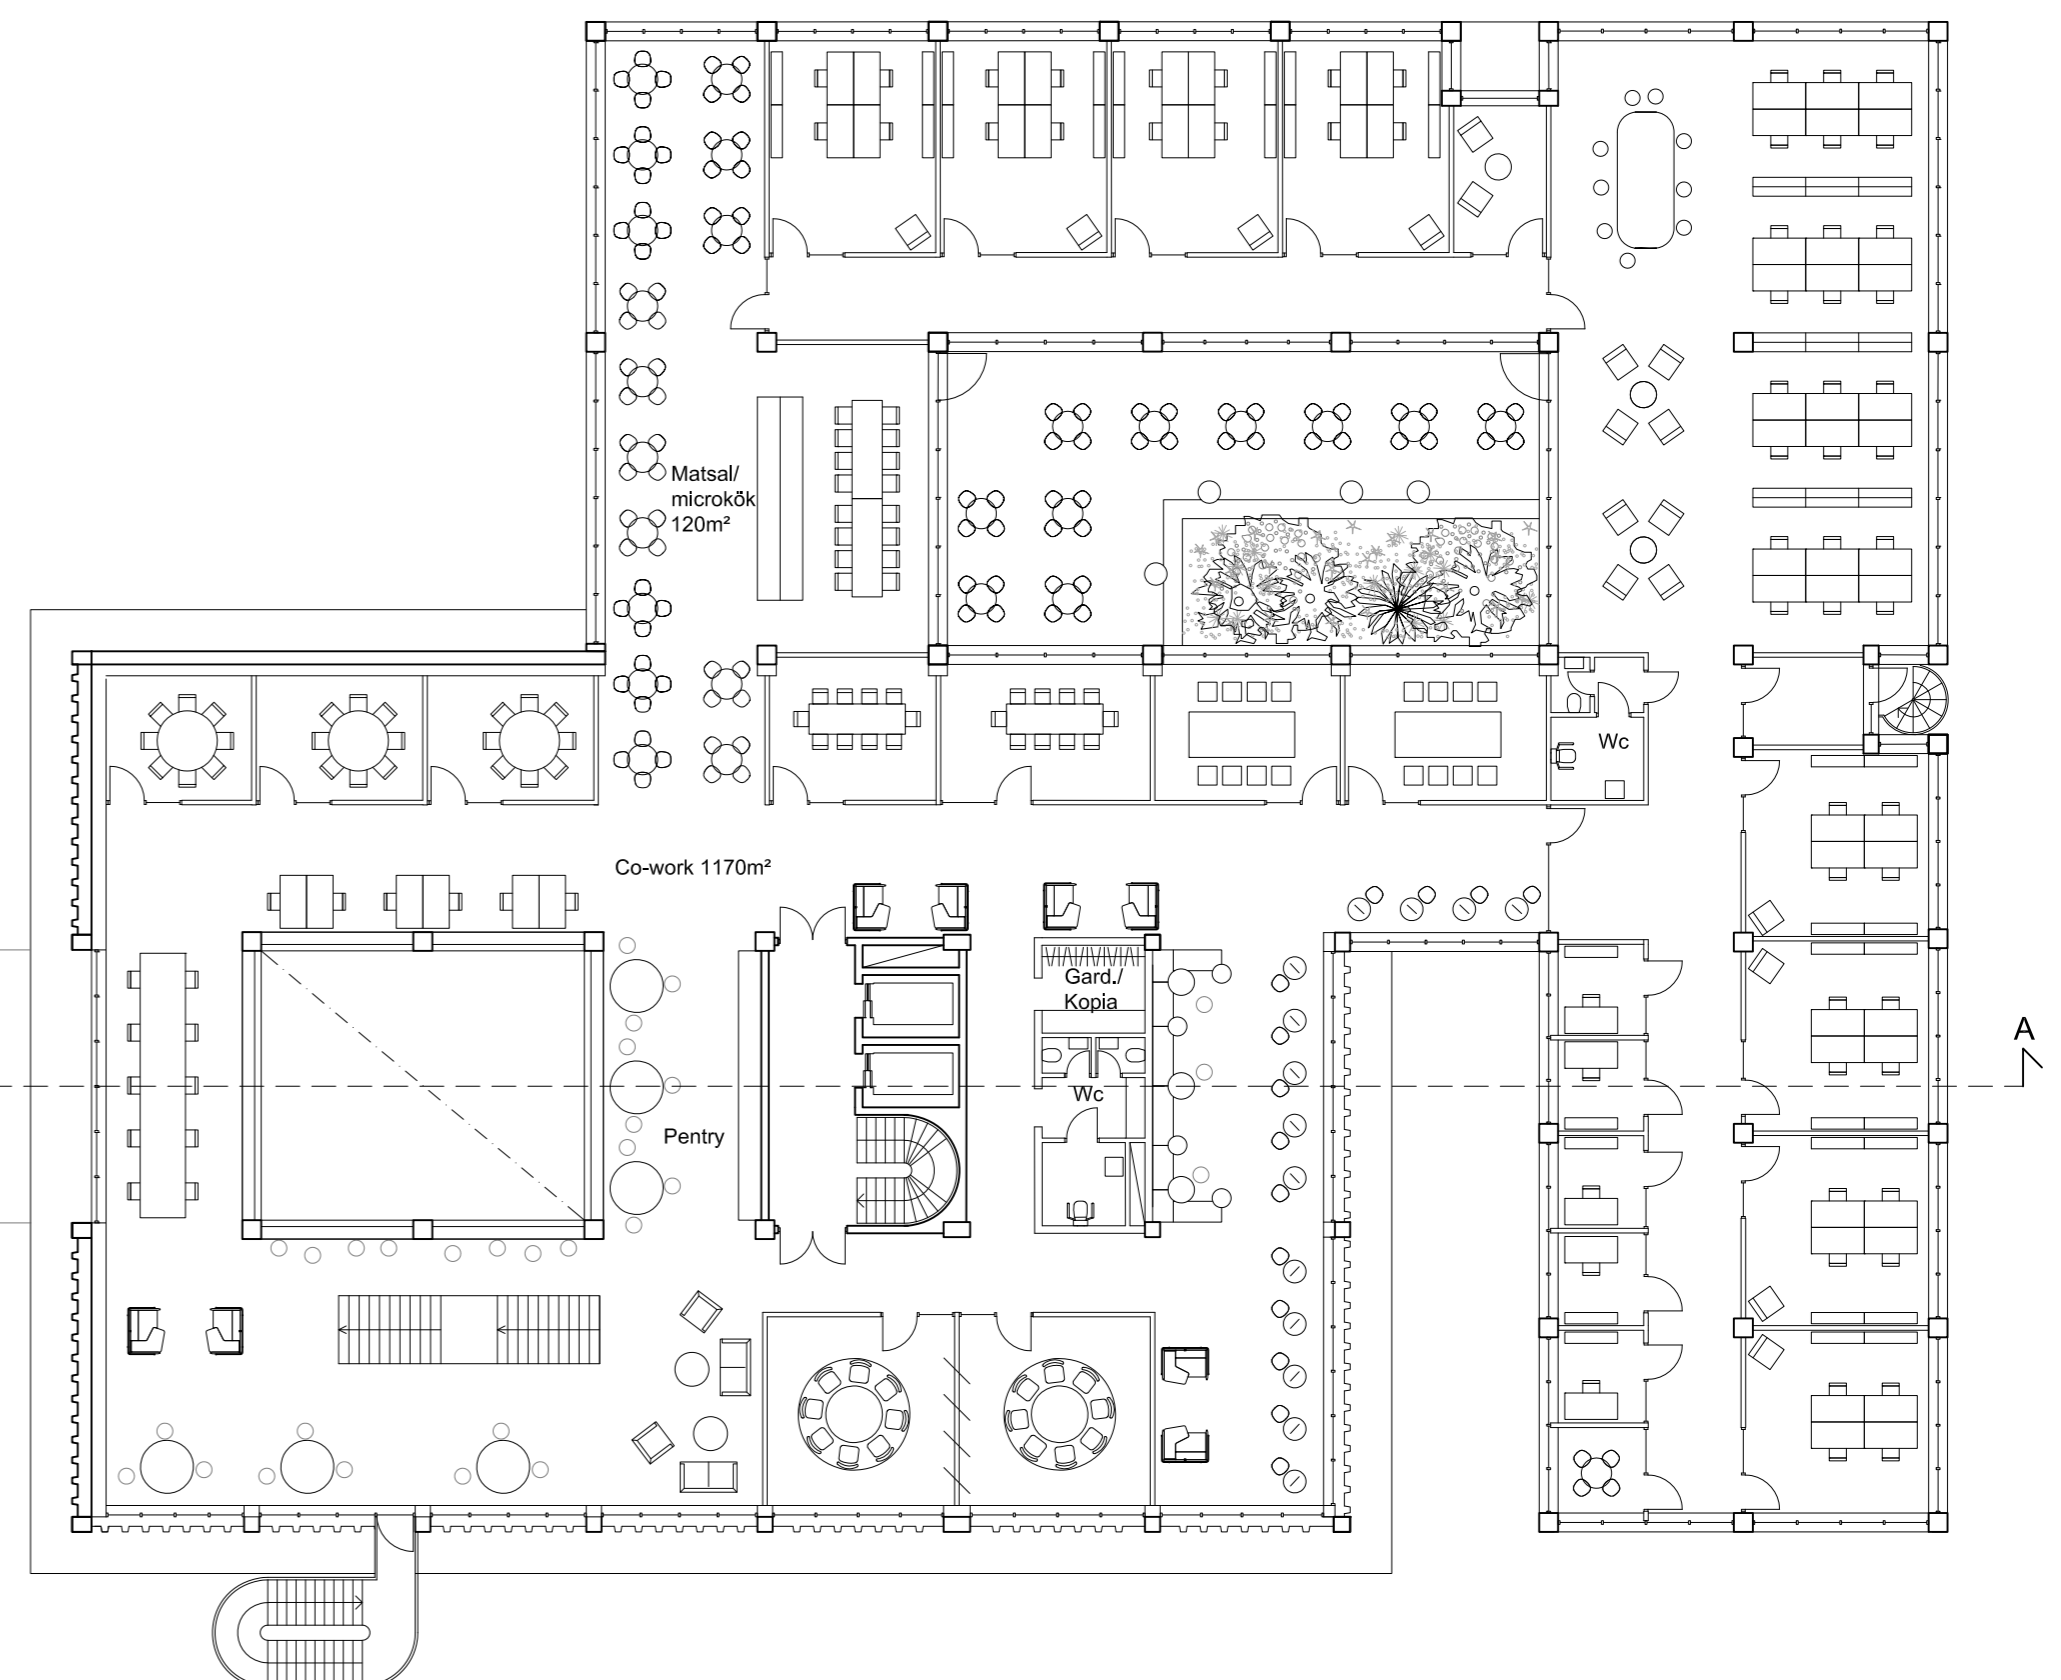 Matsal/
microkök
120m²
Wc
Co-work 1170m²
Gard./
Kopia
A
Wc
Pentry